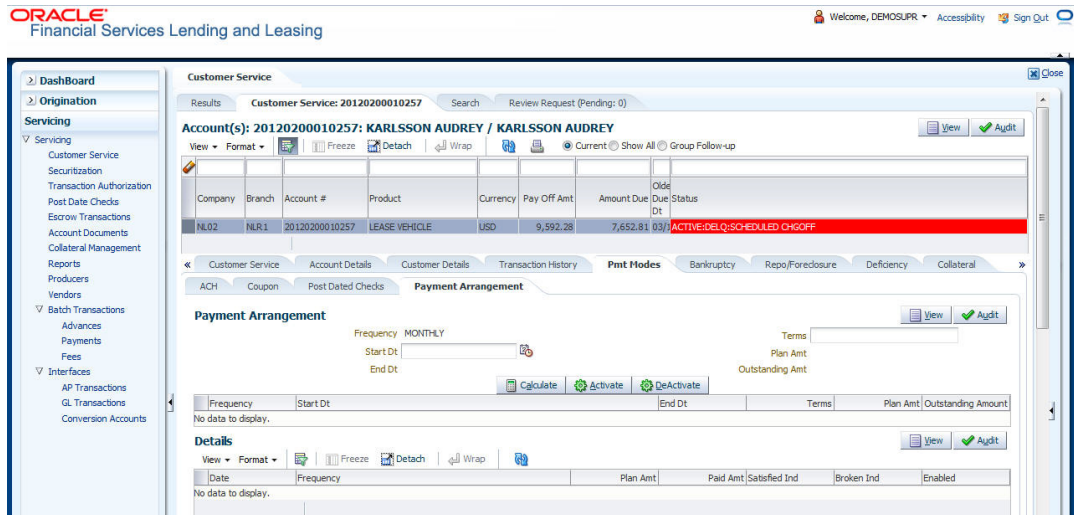 ORACLE
Financial Services Lending and Leasing
Welcome, DEMOSUPR Accessibility Sign Out
Close
DashBoard
Origination
Servicing
Servicing
Customer Service
Securitization
Transaction Authorization
Post Date Checks
Escrow Transactions
Account Documents
Collateral Management
Reports
Producers
Vendors
Batch Transactions
Advances
Payments
Fees
Interfaces
AP Transactions
GL Transactions
Conversion Accounts
Customer Service
Results Customer Service: 20120200010257 Search Review Request (Pending: 0)
Account(s): 20120200010257: KARLSSON AUDREY / KARLSSON AUDREY
View Audit
View Format Freeze Detach Wrap Current Show All Group Follow-up
Company Branch Account # Product Currency Pay Off Amt Amount Due Olde Due Dt Status
NL02 NLR1 20120200010257 LEASE VEHICLE USD 9,592.28 7,652.81 03/1 ACTIVE:DELQ:SCHEDULED CHGOFF
« Customer Service Account Details Customer Details Transaction History Pmt Modes Bankruptcy Repo/Foreclosure Deficiency Collateral »
ACH Coupon Post Dated Checks Payment Arrangement
Payment Arrangement
View Audit
Frequency MONTHLY
Terms
Start Dt
Plan Amt
End Dt
Outstanding Amt
Calculate Activate DeActivate
Frequency Start Dt End Dt Terms Plan Amt Outstanding Amount
No data to display.
Details
View Audit
View Format Freeze Detach Wrap
Date Frequency Plan Amt Paid Amt Satisfied Ind Broken Ind Enabled
No data to display.